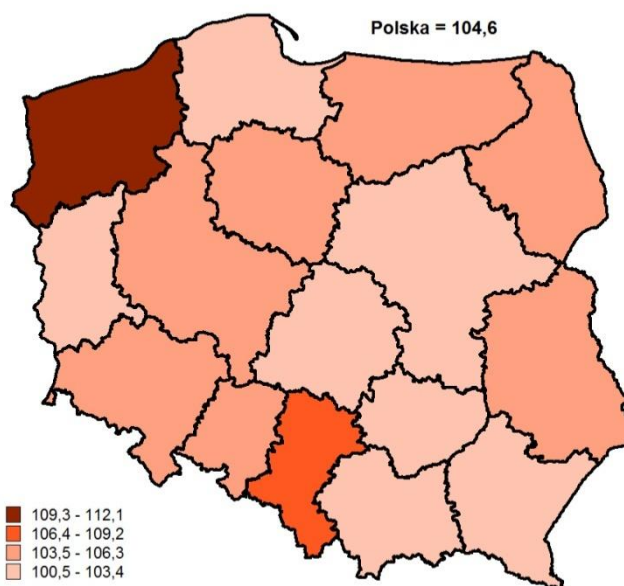 Polska = 104,6
109,3 - 112,1
106,4 - 109,2
103,5 - 106,3
100,5 - 103,4